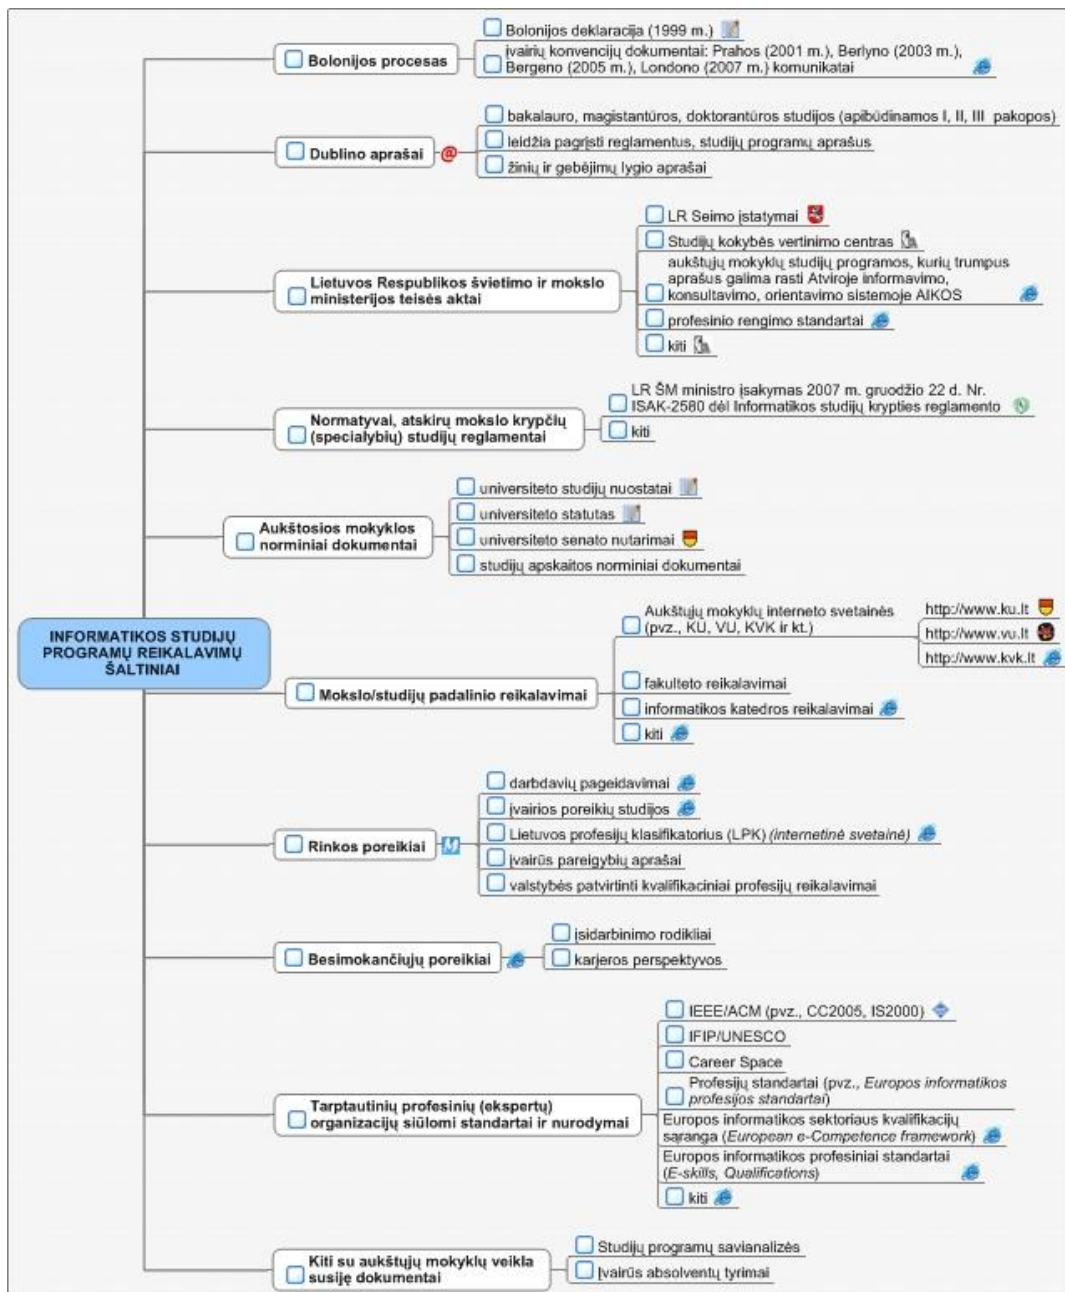 Bolonijos deklaracija (1999 m.)
įvairių konvencijų dokumentai: Prahos (2001 m.), Berlyno (2003 m.),
Bergeno (2005 m.), Londono (2007 m.) komunikatai
Bolonijos procesas
bakalauro, magistantūros, doktorantūros studijos (apibūdinamos I, II, III pakopos)
Dublino aprašai
leidžia pagrįsti reglamentus, studijų programų aprašus
žinių ir gebėjimų lygio aprašai
LR Seimo įstatymai
Studijų kokybės vertinimo centras
aukštųjų mokyklų studijų programos, kurių trumpus
aprašus galima rasti Atviroje informavimo,
konsultavimo, orientavimo sistemoje AIKOS
Lietuvos Respublikos švietimo ir mokslo
ministerijos teisės aktai
profesinio rengimo standartai
kiti
LR ŠM ministro įsakymas 2007 m. gruodžio 22 d. Nr.
ISAK-2580 dėl Informatikos studijų krypties reglamento
Normatyvai, atskirų mokslo krypčių
(specialybių) studijų reglamentai
kiti
universiteto studijų nuostatai
universiteto statutas
Aukštosios mokyklos
norminiai dokumentai
universiteto senato nutarimai
studijų apskaitos norminiai dokumentai
INFORMATIKOS STUDIJŲ
PROGRAMŲ REIKALAVIMŲ
ŠALTINIAI
Aukštųjų mokyklų interneto svetainės
(pvz., KU, VU, KVK ir kt.)
http://www.ku.lt
http://www.vu.lt
http://www.kvk.lt
Mokslo/studijų padalinio reikalavimai
fakulteto reikalavimai
informatikos katedros reikalavimai
kiti
darbdavių pageidavimai
įvairios poreikių studijos
Rinkos poreikiai
Lietuvos profesijų klasifikatorius (LPK) (internetinė svetainė)
įvairūs pareigybių aprašai
valstybės patvirtinti kvalifikaciniai profesijų reikalavimai
Besimokančiųjų poreikiai
įsidarbinimo rodikliai
karjeros perspektyvos
IEEE/ACM (pvz., CC2005, IS2000)
IFIP/UNESCO
Career Space
Profesijų standartai (pvz., Europos informatikos
profesijos standartai)
Tarptautinių profesinių (ekspertų)
organizacijų siūlomi standartai ir nurodymai
Europos informatikos sektoriaus kvalifikacijų
sąranga (European e-Competence framework)
Europos informatikos profesiniai standartai
(E-skills, Qualifications)
kiti
Kiti su aukštųjų mokyklų veikla
susiję dokumentai
Studijų programų savianalizės
Įvairūs absolventų tyrimai